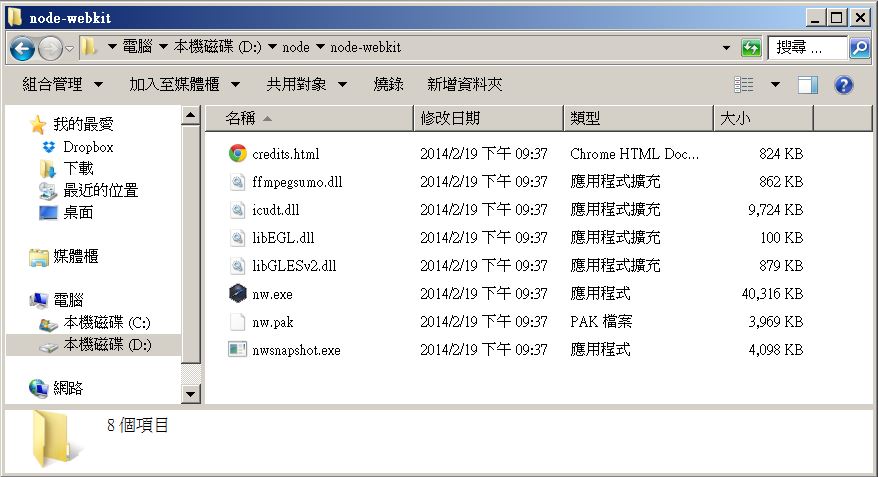 node-webkit
電腦 本機磁碟 (D:) node node-webkit 搜尋 ...
組合管理 加入至媒體櫃 共用對象 燒錄 新增資料夾
我的最愛
Dropbox
下載
最近的位置
桌面
媒體櫃
電腦
本機磁碟 (C:)
本機磁碟 (D:)
網路
名稱 修改日期 類型 大小
credits.html 2014/2/19 下午 09:37 Chrome HTML Doc... 824 KB
ffmpegsumo.dll 2014/2/19 下午 09:37 應用程式擴充 862 KB
icudt.dll 2014/2/19 下午 09:37 應用程式擴充 9,724 KB
libEGL.dll 2014/2/19 下午 09:37 應用程式擴充 100 KB
libGLESv2.dll 2014/2/19 下午 09:37 應用程式擴充 879 KB
nw.exe 2014/2/19 下午 09:37 應用程式 40,316 KB
nw.pak 2014/2/19 下午 09:37 PAK 檔案 3,969 KB
nwsnapshot.exe 2014/2/19 下午 09:37 應用程式 4,098 KB
8 個項目